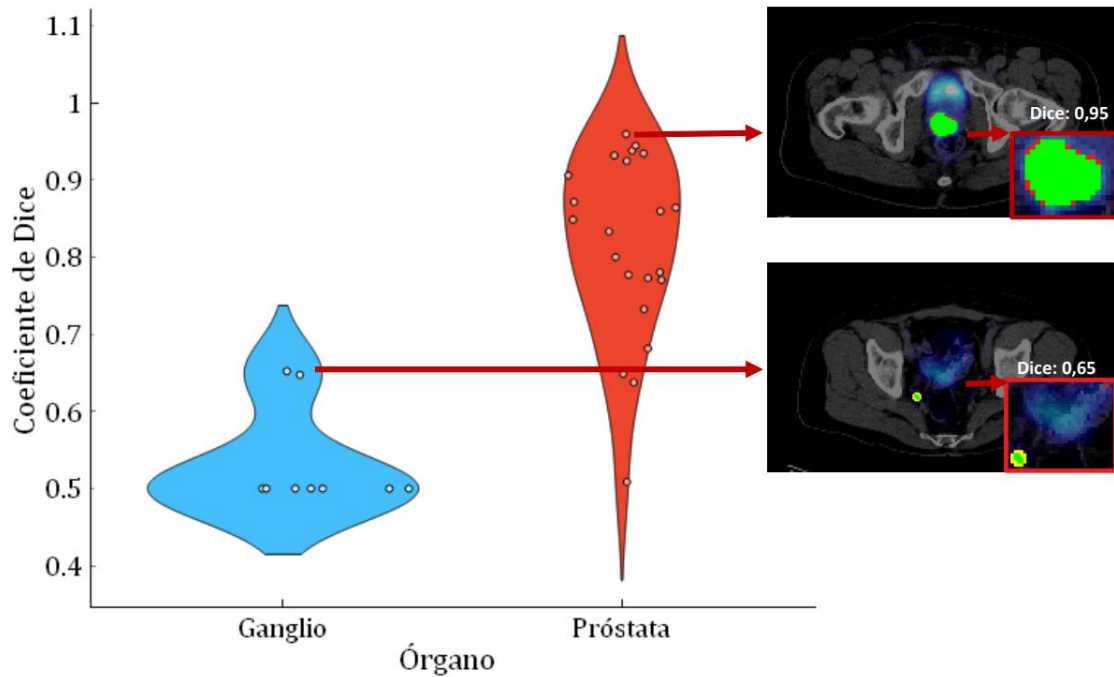 1.1
1
0.9
0.8
0.7
0.6
0.5
0.4
Coeficiente de Dice
Ganglio
Próstata
Órgano
Dice: 0,95
Dice: 0,65